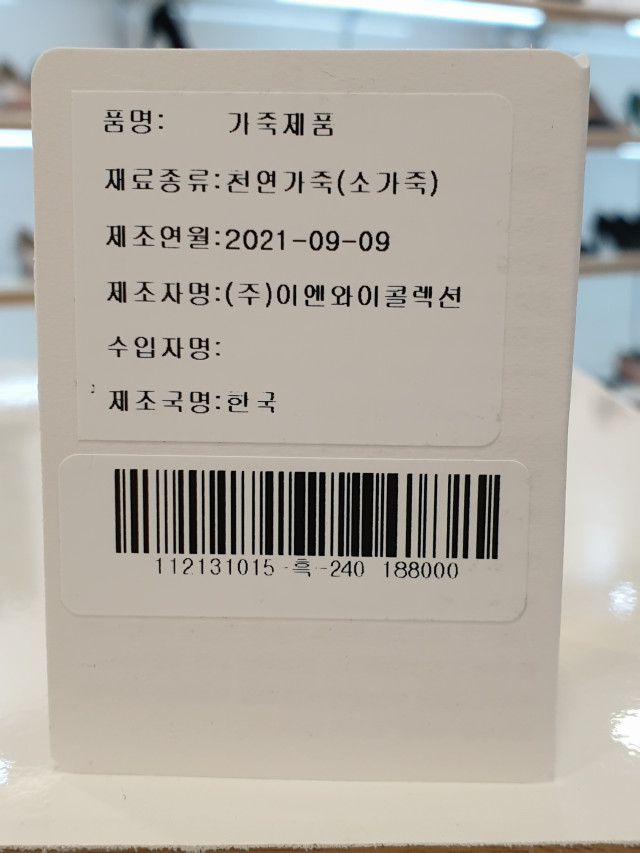 품명: 가죽제품
재료종류:천연가죽(소가죽)
제조연월:2021-09-09
제조자명:(주)이엔와이콜렉션
수입자명:
제조국명:한국
112131015-흑-240 188000